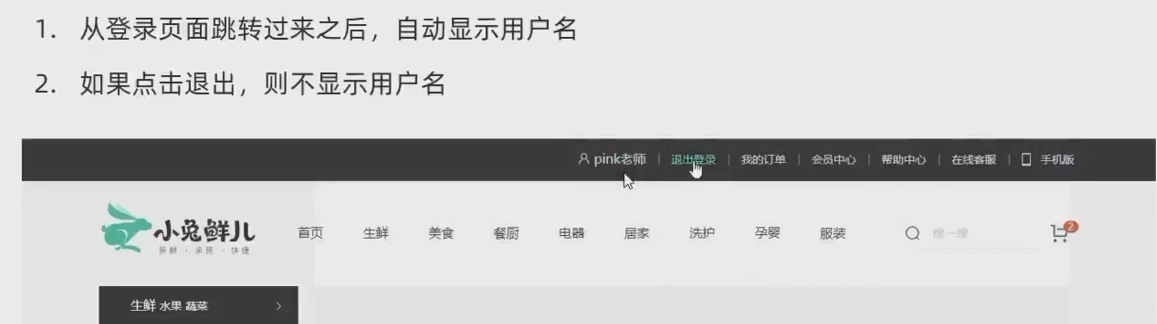 1. 从登录页面跳转过来之后，自动显示用户名
2. 如果点击退出，则不显示用户名
pink老师 | 退出登录 | 我的订单 | 会员中心 | 帮助中心 | 在线客服 | 手机版
小兔鲜儿 首页 生鲜 美食 餐厨 电器 居家 洗护 孕婴 服装 搜一搜 2
新鲜·亲民·快捷
生鲜 水果 蔬菜 >